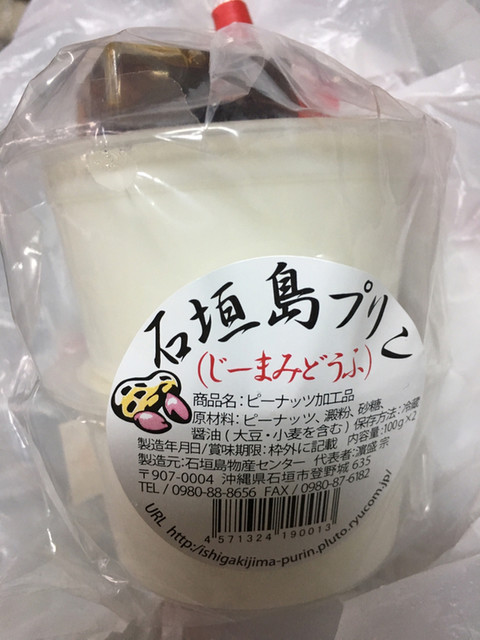 石垣島プリン
(じーまみどうふ)
商品名:ピーナッツ加工品
原材料:ピーナッツ、澱粉、砂糖、
醤油(大豆・小麦を含む)保存方法:冷蔵
製造年月日/賞味期限:枠外に記載 内容量:100g×2
製造元:石垣島物産センター 代表者:濵盛 宗
〒907-0004 沖縄県石垣市登野城 635
TEL / 0980-88-8656 FAX / 0980-87-6182
4 571324 190013
URL http://ishigakijima-purin.pluto.ryucom.jp/